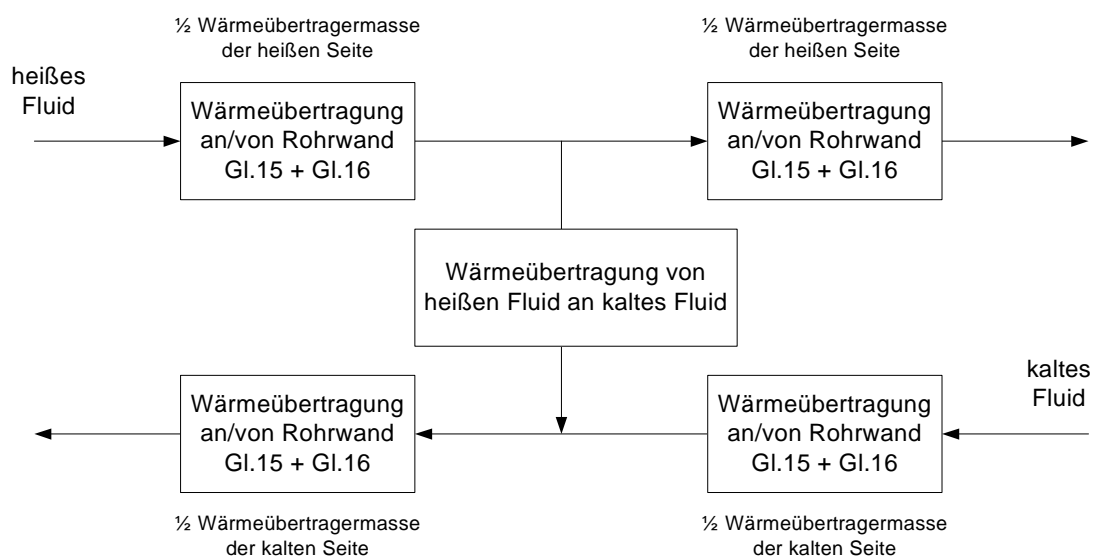 ½ Wärmeübertragermasse
der heißen Seite
½ Wärmeübertragermasse
der heißen Seite
heißes
Fluid
Wärmeübertragung
an/von Rohrwand
Gl.15 + Gl.16
Wärmeübertragung
an/von Rohrwand
Gl.15 + Gl.16
Wärmeübertragung von
heißen Fluid an kaltes Fluid
kaltes
Fluid
Wärmeübertragung
an/von Rohrwand
Gl.15 + Gl.16
Wärmeübertragung
an/von Rohrwand
Gl.15 + Gl.16
½ Wärmeübertragermasse
der kalten Seite
½ Wärmeübertragermasse
der kalten Seite